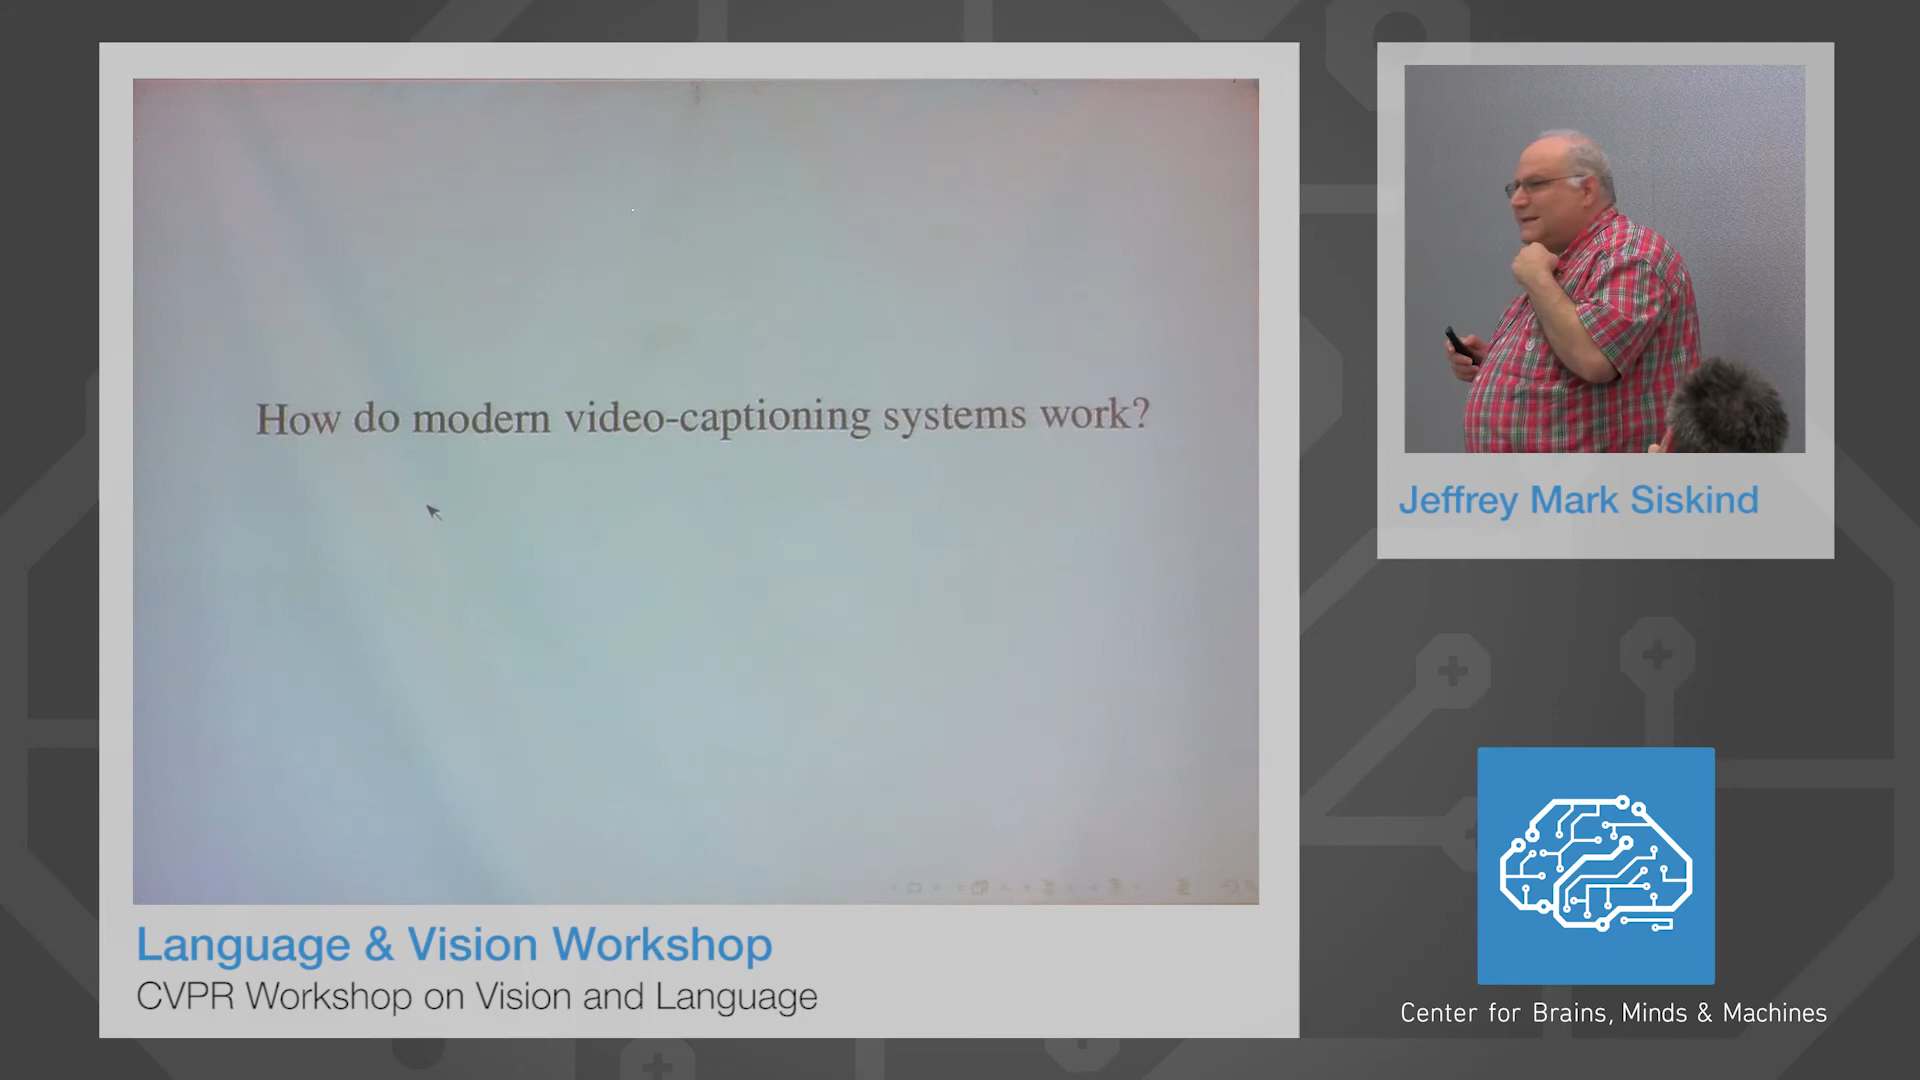 How do modern video-captioning systems work?
Jeffrey Mark Siskind
Language & Vision Workshop
CVPR Workshop on Vision and Language
Center for Brains, Minds & Machines